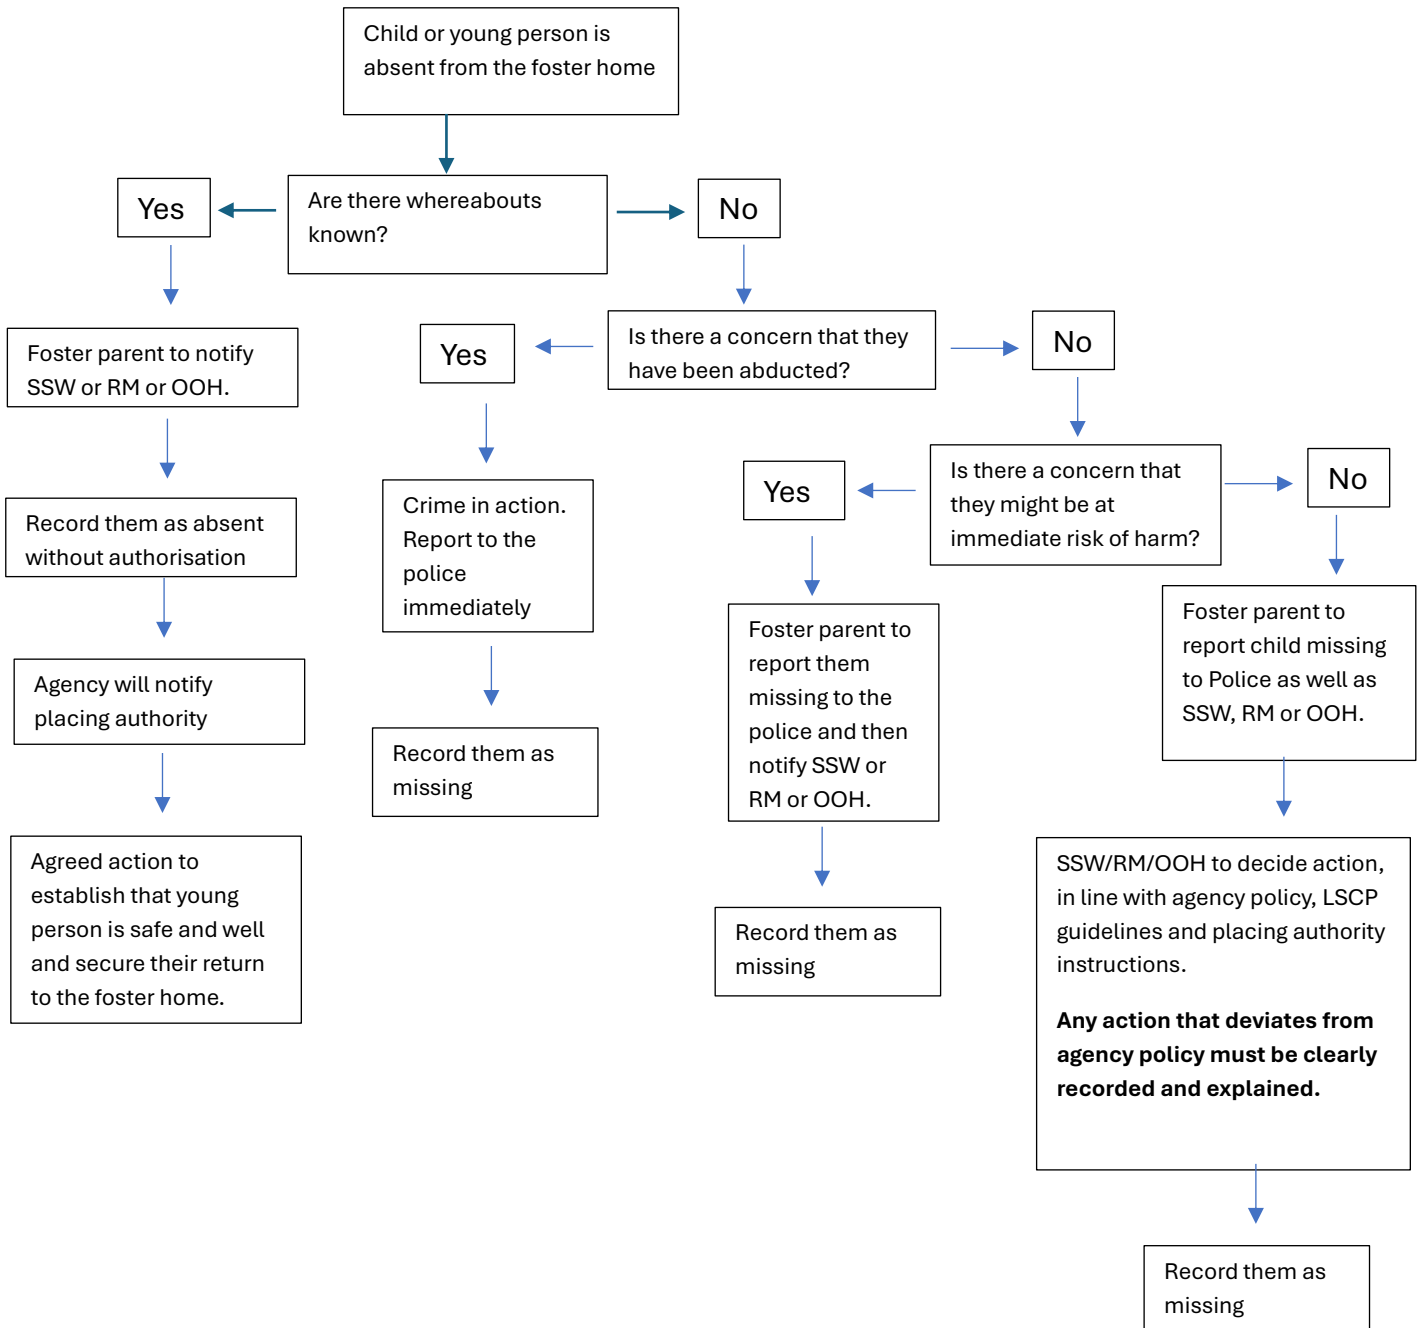 Child or young person is
absent from the foster home
Yes
Are there whereabouts
known?
No
Foster parent to notify
SSW or RM or OOH.
Yes
Is there a concern that they
have been abducted?
No
Record them as absent
without authorisation
Crime in action.
Report to the
police
immediately
Yes
Is there a concern that
they might be at
immediate risk of harm?
No
Agency will notify
placing authority
Record them as
missing
Foster parent to
report them
missing to the
police and then
notify SSW or
RM or OOH.
Foster parent to
report child missing
to Police as well as
SSW, RM or OOH.
Agreed action to
establish that young
person is safe and well
and secure their return
to the foster home.
Record them as
missing
SSW/RM/OOH to decide action,
in line with agency policy, LSCP
guidelines and placing authority
instructions.
Any action that deviates from
agency policy must be clearly
recorded and explained.
Record them as
missing